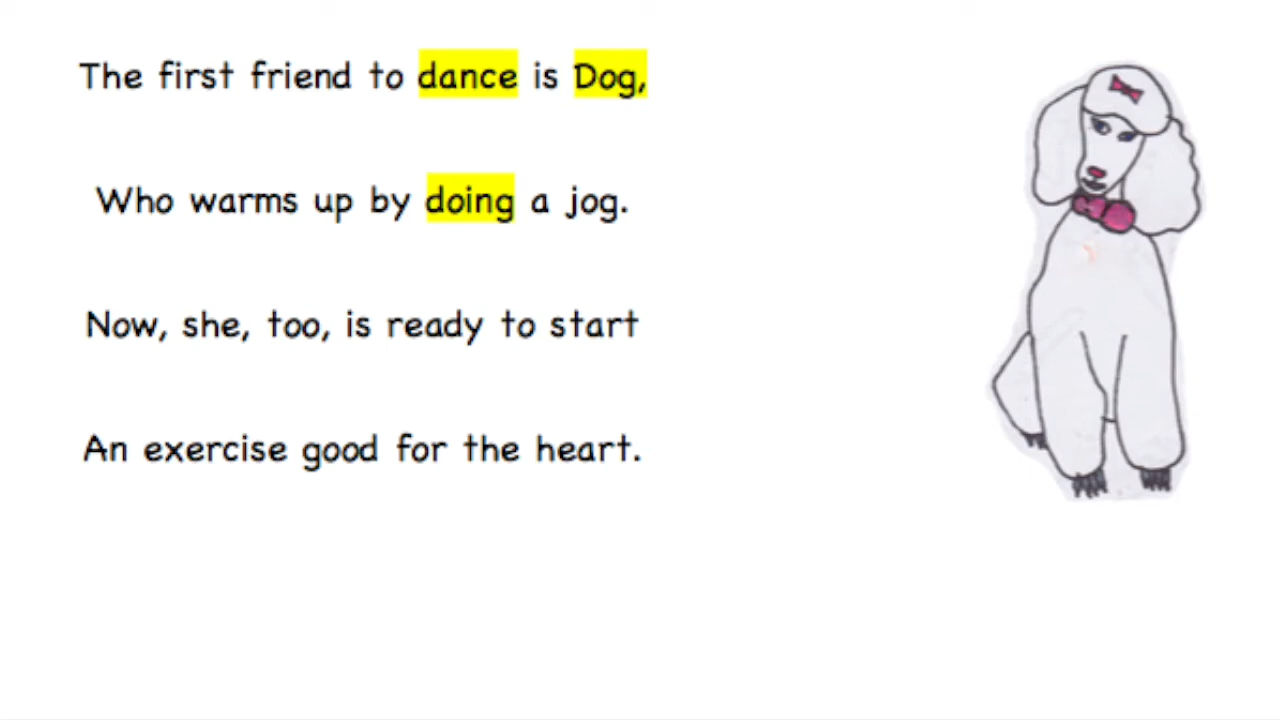 The first friend to dance is Dog,
Who warms up by doing a jog.
Now, she, too, is ready to start
An exercise good for the heart.